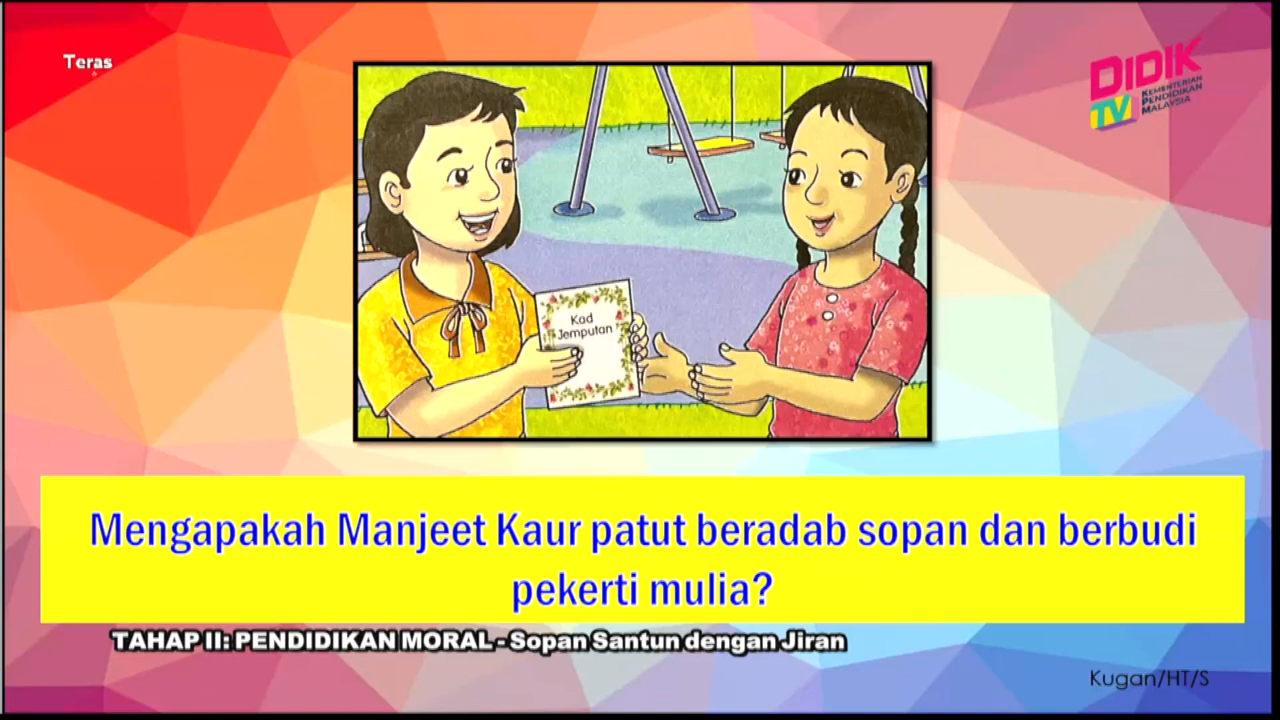 Teras
DIDIK
TV
KEMENTERIAN
PENDIDIKAN
MALAYSIA
Kad
Jemputan
Mengapakah Manjeet Kaur patut beradab sopan dan berbudi
pekerti mulia?
TAHAP II: PENDIDIKAN MORAL - Sopan Santun dengan Jiran
Kugan/HT/S